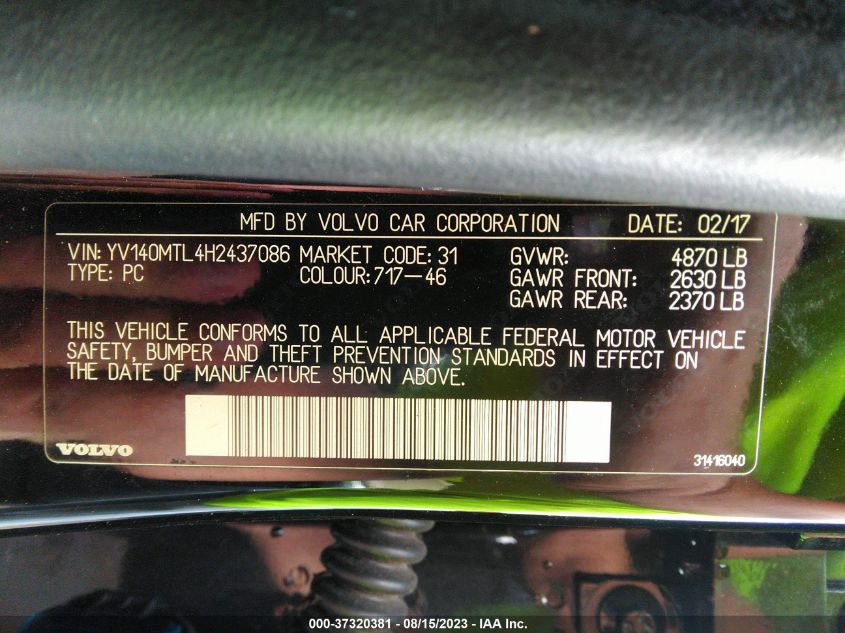 MFD BY VOLVO CAR CORPORATION DATE: 02/17
VIN: YV140MTL4H2437086 MARKET CODE: 31 GVWR: 4870 LB
TYPE: PC COLOUR: 717-46 GAWR FRONT: 2630 LB
GAWR REAR: 2370 LB
THIS VEHICLE CONFORMS TO ALL APPLICABLE FEDERAL MOTOR VEHICLE
SAFETY, BUMPER AND THEFT PREVENTION STANDARDS IN EFFECT ON
THE DATE OF MANUFACTURE SHOWN ABOVE.
VOLVO 31416040
000-37320381 - 08/15/2023 - IAA Inc.